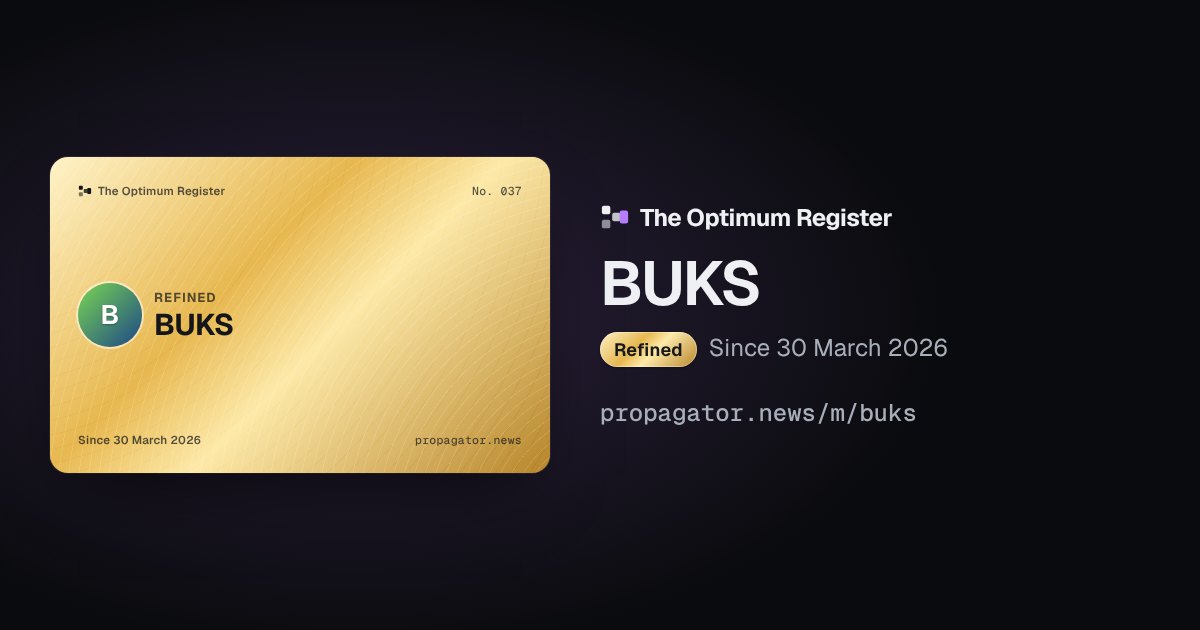 The Optimum Register
No. 037
B
REFINED
BUKS
Since 30 March 2026
propagator.news
The Optimum Register
BUKS
Refined
Since 30 March 2026
propagator.news/m/buks